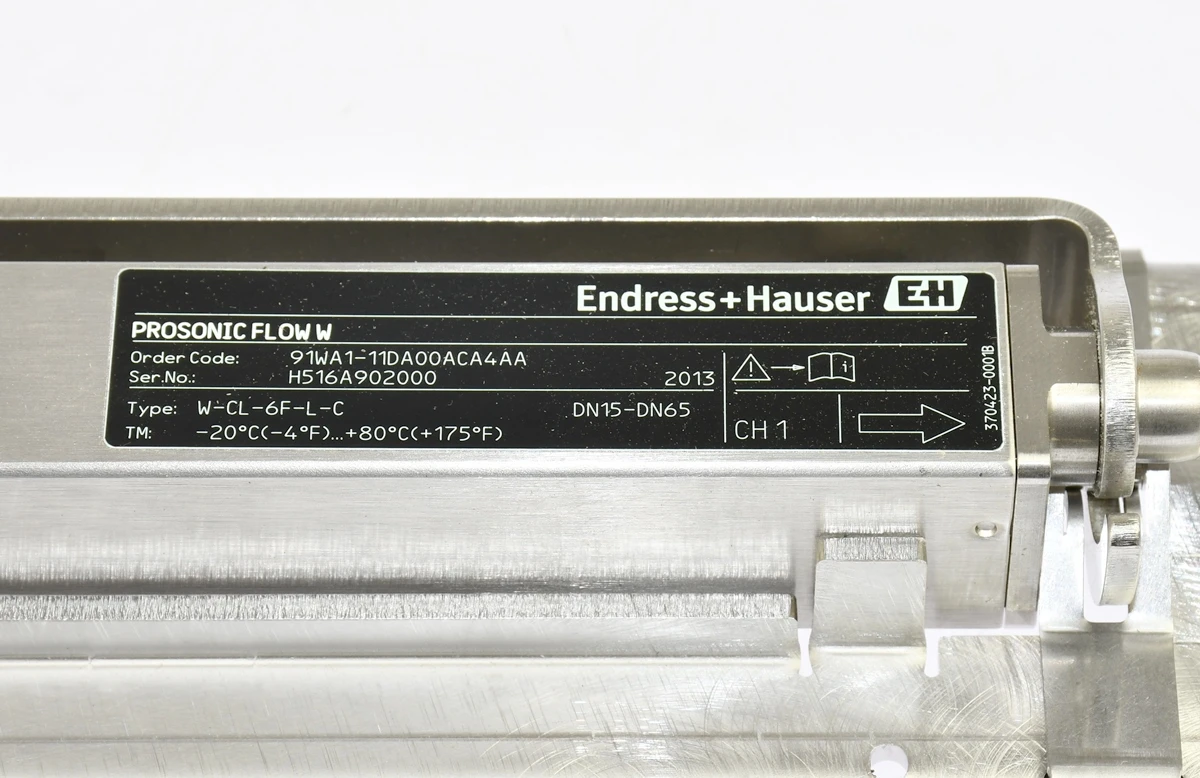 Endress+Hauser EH
PROSONIC FLOW W
Order Code: 91WA1-11DA00ACA4AA
Ser.No.: H516A902000 2013
Type: W-CL-6F-L-C DN15-DN65
TM: -20°C(-4°F)...+80°C(+175°F)
CH 1
370423-0001B